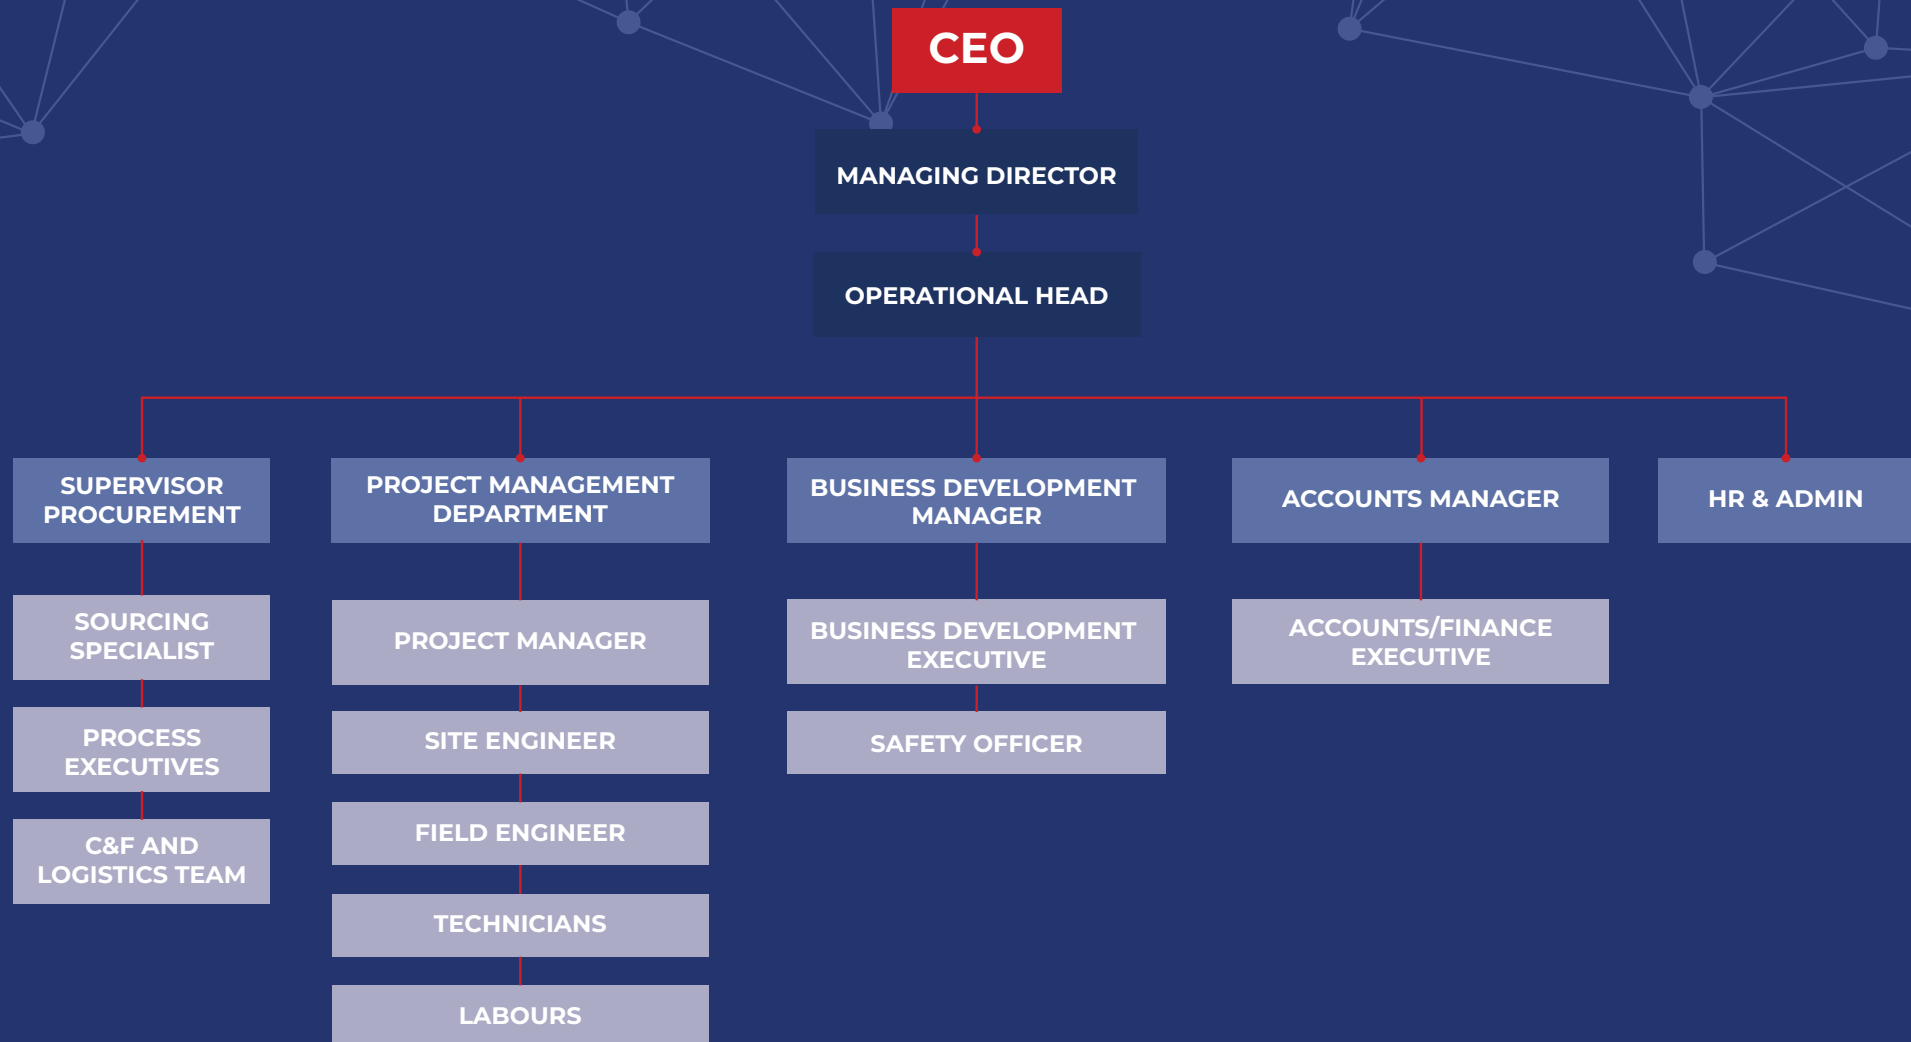 CEO
MANAGING DIRECTOR
OPERATIONAL HEAD
SUPERVISOR
PROCUREMENT
SOURCING
SPECIALIST
PROCESS
EXECUTIVES
C&F AND
LOGISTICS TEAM
PROJECT MANAGEMENT
DEPARTMENT
PROJECT MANAGER
SITE ENGINEER
FIELD ENGINEER
TECHNICIANS
LABOURS
BUSINESS DEVELOPMENT
MANAGER
BUSINESS DEVELOPMENT
EXECUTIVE
SAFETY OFFICER
ACCOUNTS MANAGER
ACCOUNTS/FINANCE
EXECUTIVE
HR & ADMIN